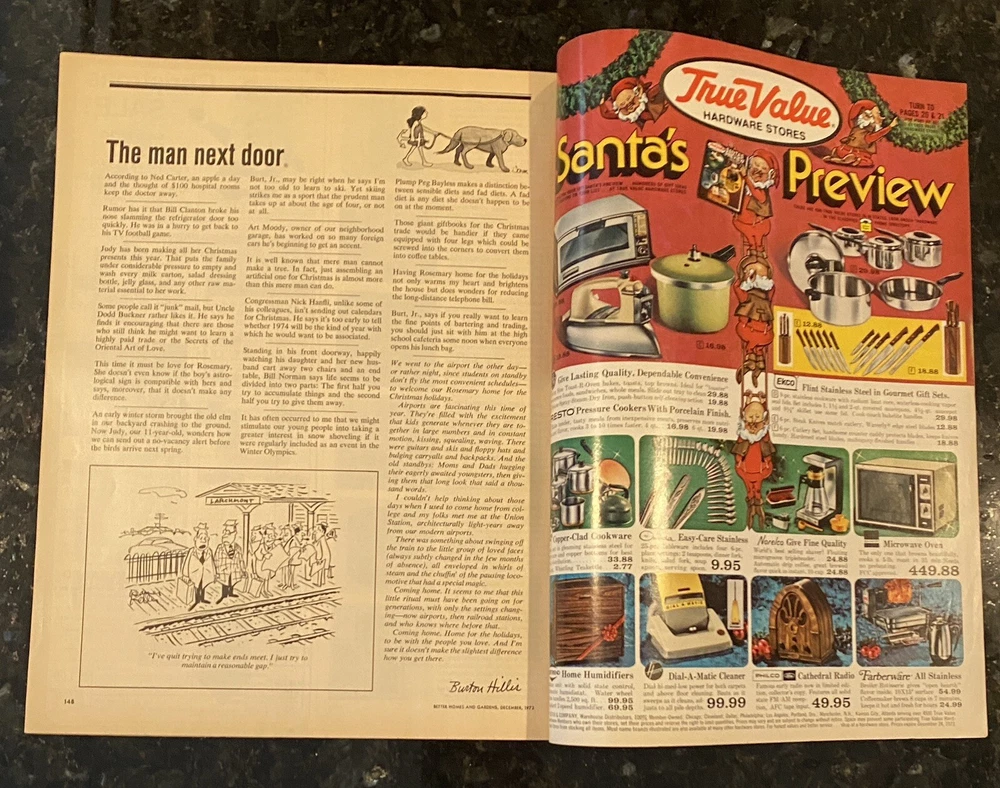 The man next door
According to Ned Carter, an apple a day
and the thought of $100 hospital rooms
keep the doctor away.
Rumor has it that Bill Clanton broke his
nose slamming the refrigerator door too
quickly. He was in a hurry to get back to
his TV football game.
Judy has been making all her Christmas
presents this year. That puts the family
under considerable pressure to empty and
wash every milk carton, salad dressing
bottle, jelly glass, and any other raw ma-
terial essential to her work.
Some people call it "junk" mail, but Uncle
Dodd Buckner rather likes it. He says he
finds it encouraging that there are those
who still think he might want to learn a
highly paid trade or the Secrets of the
Oriental Art of Love.
This time it must be love for Rosemary.
She doesn't even know if the boy's astro-
logical sign is compatible with hers and
says, moreover, that it doesn't make any
difference.
An early winter storm brought the old elm
in our backyard crashing to the ground.
Now Judy, our 11-year-old, wonders how
we can send out a no-vacancy alert before
the birds arrive next spring.
Burt, Jr., may be right when he says I'm
not too old to learn to ski. Yet skiing
strikes me as a sport that the prudent man
takes up at about the age of four, or not
at all.
Art Moody, owner of our neighborhood
garage, has worked on so many foreign
cars he's beginning to get an accent.
It is well known that mere man cannot
make a tree. In fact, just assembling an
artificial one for Christmas is almost more
than this mere man can do.
Congressman Nick Hanfli, unlike some of
his colleagues, isn't sending out calendars
for Christmas. He says it's too early to tell
whether 1974 will be the kind of year with
which he would want to be associated.
Standing in his front doorway, happily
watching his daughter and her new hus-
band cart away two chairs and an end
table, Bill Norman says life seems to be
divided into two parts: The first half you
try to accumulate things and the second
half you try to give them away.
It has often occurred to me that we might
stimulate our young people into taking a
greater interest in snow shoveling if it
were regularly included as an event in the
Winter Olympics.
Plump Peg Bayless makes a distinction be-
tween sensible diets and fad diets. A fad
diet is any diet she doesn't happen to be
on at the moment.
Those giant giftbooks for the Christmas
trade would be handier if they came
equipped with four legs which could be
screwed into the corners to convert them
into coffee tables.
Having Rosemary home for the holidays
not only warms my heart and brightens
the house but does wonders for reducing
the long-distance telephone bill.
Burt, Jr., says if you really want to learn
the fine points of bartering and trading,
you should just sit with him at the high
school cafeteria some noon when everyone
opens his lunch bag.
We went to the airport the other day—
or rather night, since students on standby
don't fly the most convenient schedules—
to welcome our Rosemary home for the
Christmas holidays.
Airports are fascinating this time of
year. They're filled with the excitement
that kids generate whenever they are to-
gether in large numbers and in constant
motion, kissing, squealing, waving. There
were guitars and skis and floppy hats and
bulging carryalls and backpacks. And the
old standbys: Moms and Dads hugging
their eagerly awaited youngsters, then giv-
ing them that long look that said a thou-
sand words.
I couldn't help thinking about those
days when I used to come home from col-
lege and my folks met me at the Union
Station, architecturally light-years away
from our modern airports.
There was something about swinging off
the train to the little group of loved faces
(always subtly changed in the few months
of absence), all enveloped in whirls of
steam and the chuffin' of the pausing loco-
motive that had a special magic.
Coming home. It seems to me that this
little ritual must have been going on for
generations, with only the settings chang-
ing—now airports, then railroad stations,
and who knows where before that.
Coming home. Home for the holidays,
to be with the people you love. And I'm
sure it doesn't make the slightest difference
how you get there.
Burton Hillis
LARCHMONT
"I've quit trying to make ends meet. I just try to
maintain a reasonable gap."
148
BETTER HOMES AND GARDENS, DECEMBER, 1973
True Value
HARDWARE STORES
TURN TO
PAGES 20 & 21
Santa's Preview
29.88
16.98
12.88
18.88
Give Lasting Quality, Dependable Convenience
29.88
19.88
Pressure Cookers With Porcelain Finish
16.98
19.98
EKCO
Flint Stainless Steel in Gourmet Gift Sets.
29.98
12.88
18.88
Copper-Clad Cookware
33.88
2.77
Easy-Care Stainless
9.95
Norelco Give Fine Quality
24.88
24.88
Microwave Oven
449.88
Home Humidifiers
99.95
69.95
DIAL-A-MATIC
Dial-A-Matic Cleaner
99.99
PHILCO
Cathedral Radio
49.95
Farberware All Stainless
54.99
24.99